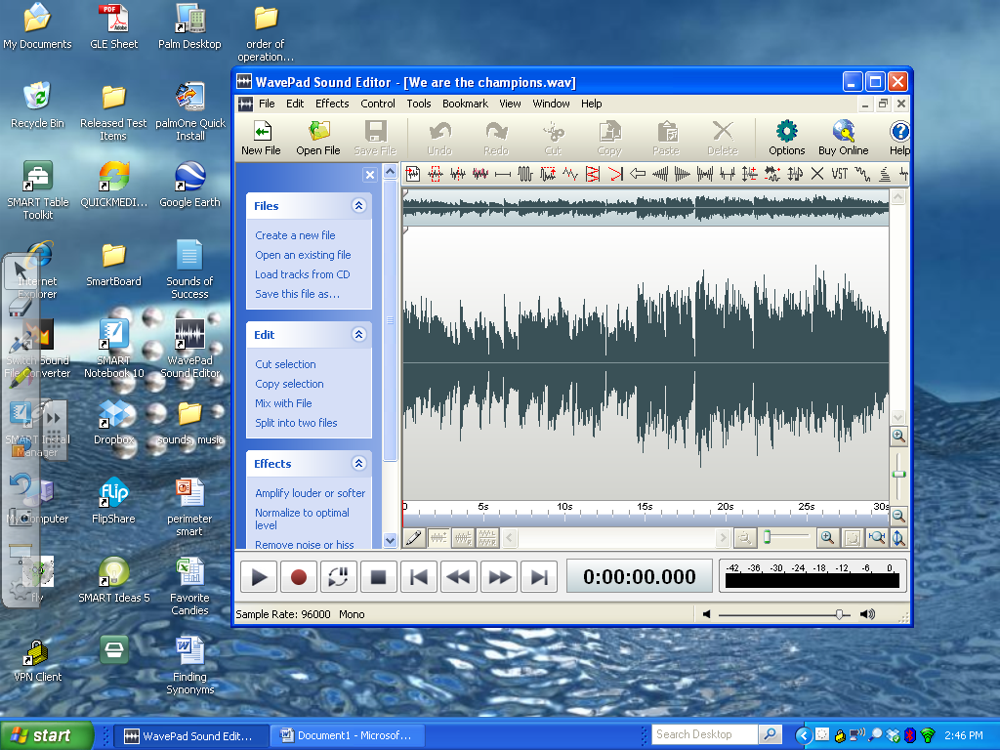 My Documents
GLE Sheet
Palm Desktop
order of
operation...
Recycle Bin
Released Test
Items
palmOne Quick
Install
SMART Table
Toolkit
QUICKMEDI...
Google Earth
Internet
Explorer
SmartBoard
Sounds of
Success
Switch Sound
File Converter
SMART
Notebook 10
WavePad
Sound Editor
SMART Install
Manager
Dropbox
sounds, music
My Computer
FlipShare
perimeter
smart
SMART Ideas 5
Favorite
Candies
VPN Client
Finding
Synonyms
PDF
flip
WavePad Sound Editor - [We are the champions.wav]
File Edit Effects Control Tools Bookmark View Window Help
New File Open File Save File Undo Redo Cut Copy Paste Delete Options Buy Online Help
VST
Files
Create a new file
Open an existing file
Load tracks from CD
Save this file as...
Edit
Cut selection
Copy selection
Mix with File
Split into two files
Effects
Amplify louder or softer
Normalize to optimal
level
Remove noise or hiss
0 5s 10s 15s 20s 25s 30s
0:00:00.000
-42 -36 -30 -24 -18 -12 -6 0
Sample Rate: 96000 Mono
start
WavePad Sound Edit...
Document1 - Microsof...
Search Desktop
2:46 PM